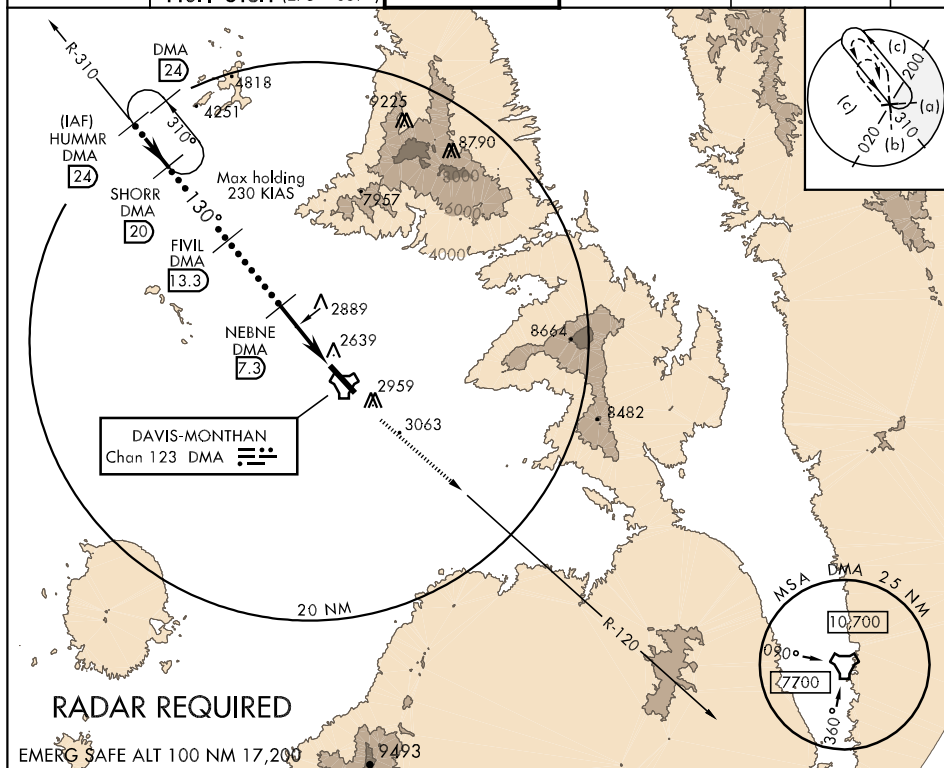 R-310
DMA
24
4818
4251
310°
(IAF)
HUMMR
DMA
24
SHORR
DMA
20
Max holding
230 KIAS
130°
FIVIL
DMA
13.3
NEBNE
DMA
7.3
9225
8790
8000
7957
6000
4000
2889
2639
2959
3063
8664
8482
DAVIS-MONTHAN
Chan 123 DMA
20 NM
R-120
RADAR REQUIRED
EMERG SAFE ALT 100 NM 17,200
9493
(c)
200
(a)
(c)
310
020
(b)
MSA DMA 25 NM
10,700
090°
7700
360°